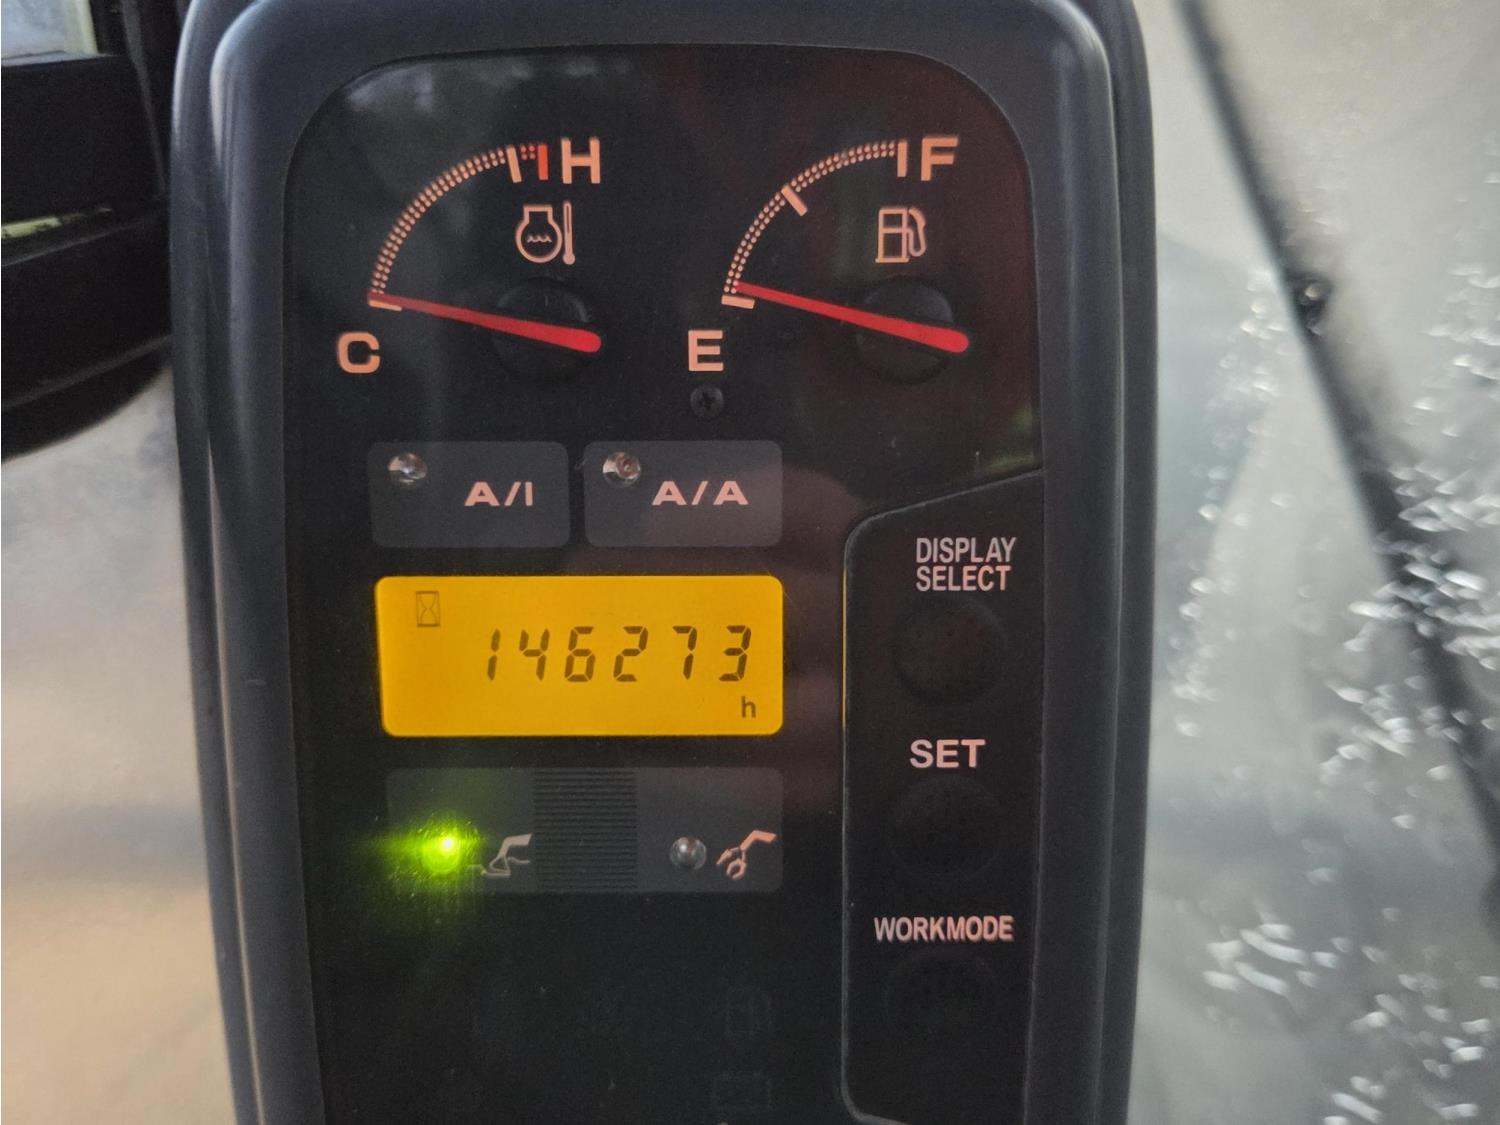 H
F
C
E
A/I
A/A
DISPLAY
SELECT
146273
h
SET
WORKMODE